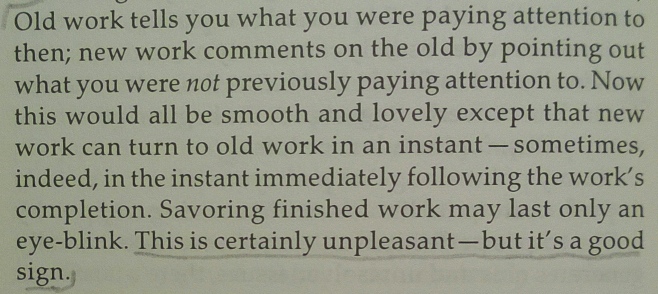 Old work tells you what you were paying attention to
then; new work comments on the old by pointing out
what you were not previously paying attention to. Now
this would all be smooth and lovely except that new
work can turn to old work in an instant — sometimes,
indeed, in the instant immediately following the work's
completion. Savoring finished work may last only an
eye-blink. This is certainly unpleasant—but it's a good
sign.